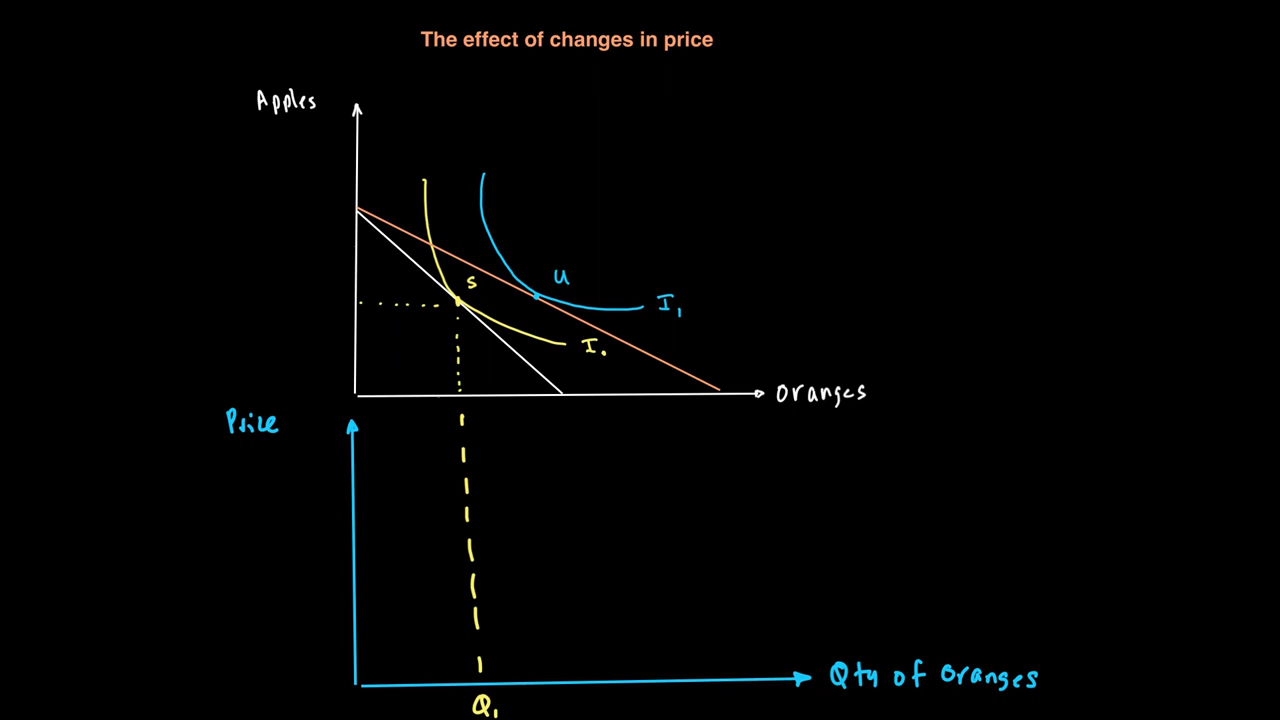 The effect of changes in price
Apples
S
U
I₁
I₀
Oranges
Price
Qty of oranges
Q₁